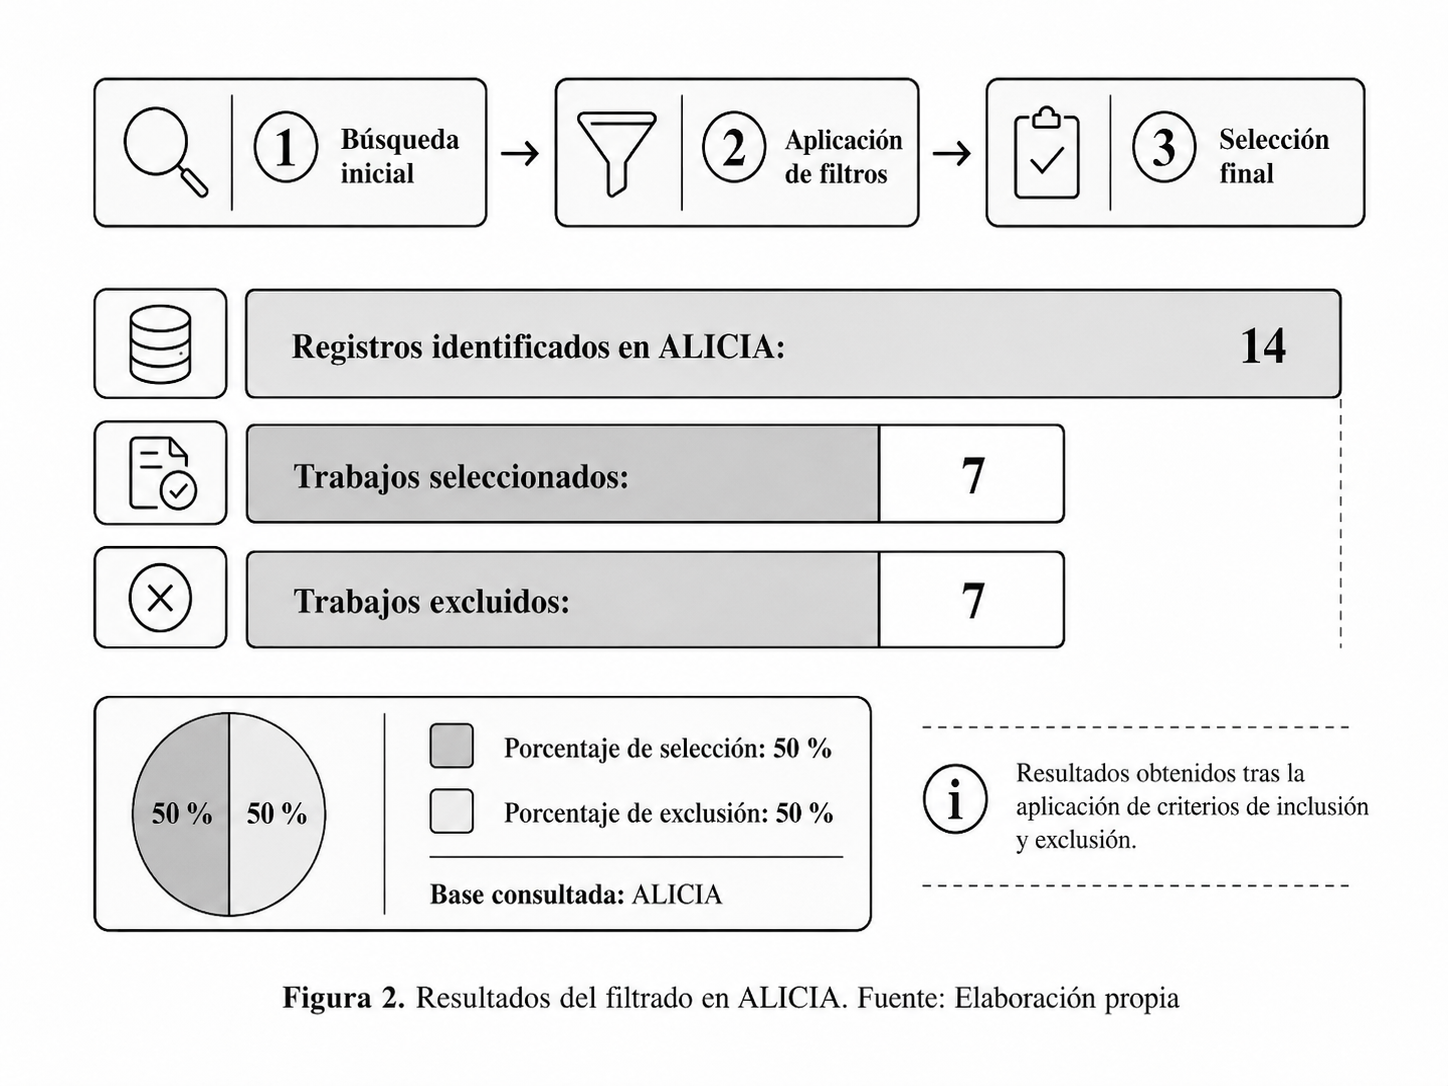 1 Búsqueda
inicial
2 Aplicación
de filtros
3 Selección
final
Registros identificados en ALICIA: 14
Trabajos seleccionados: 7
Trabajos excluidos: 7
50 % 50 %
Porcentaje de selección: 50 %
Porcentaje de exclusión: 50 %
Base consultada: ALICIA
i
Resultados obtenidos tras la
aplicación de criterios de inclusión
y exclusión.
Figura 2. Resultados del filtrado en ALICIA. Fuente: Elaboración propia